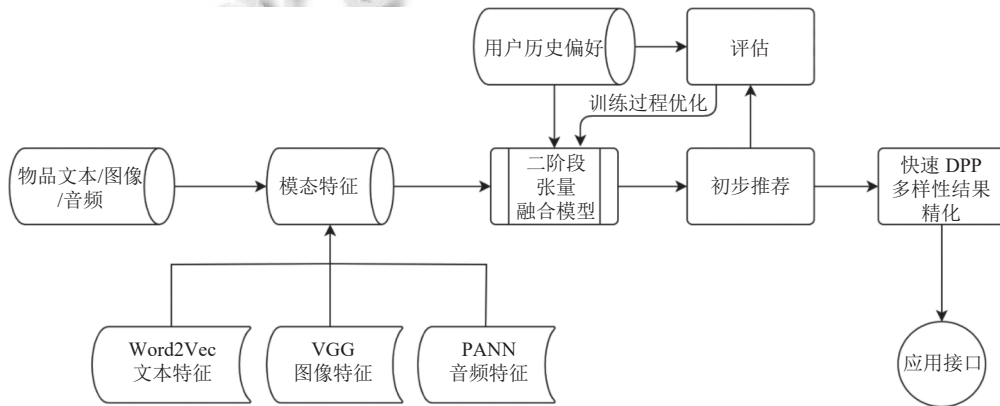 用户历史偏好
评估
训练过程优化
物品文本/图像
/音频
模态特征
二阶段
张量
融合模型
初步推荐
快速 DPP
多样性结果
精化
Word2Vec
文本特征
VGG
图像特征
PANN
音频特征
应用接口